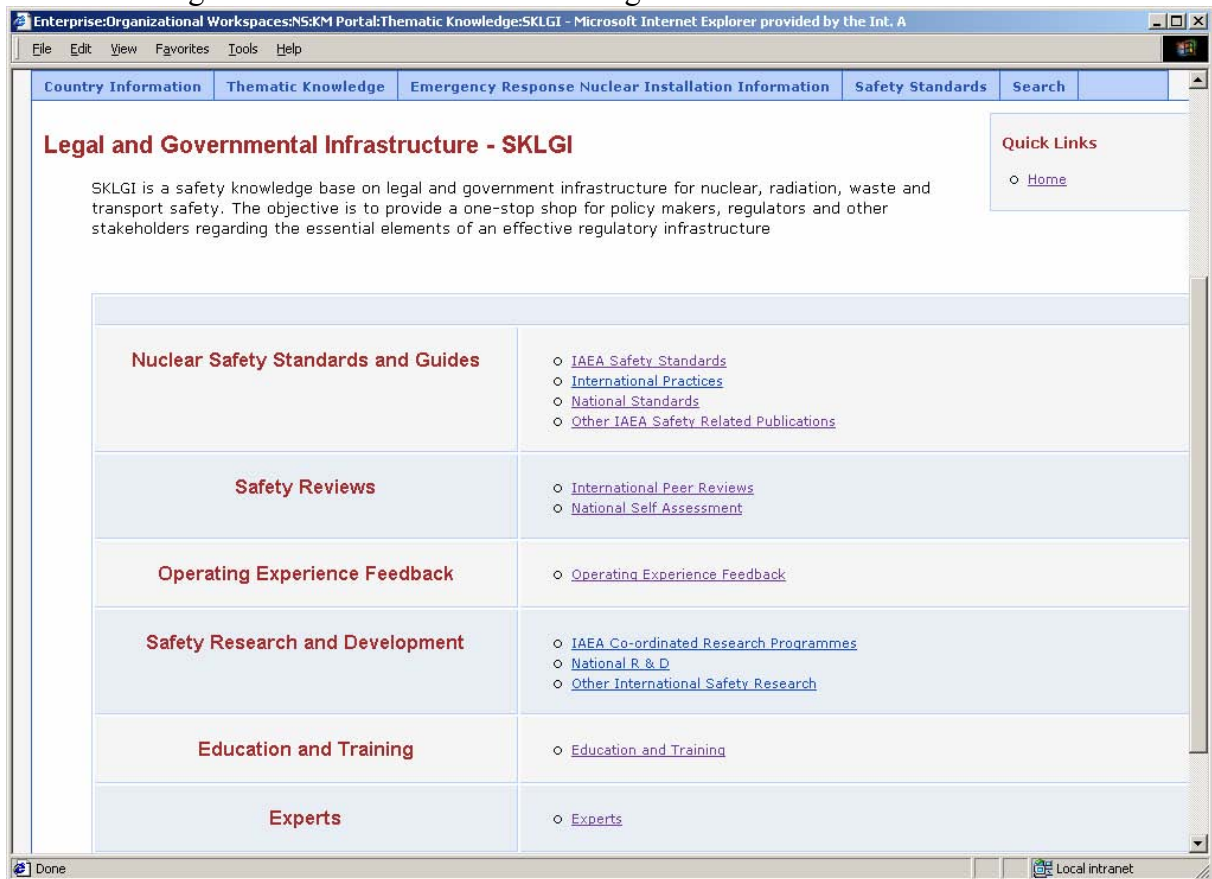 Enterprise:Organizational Workspaces:NS:KM Portal:Thematic Knowledge:SKLGI - Microsoft Internet Explorer provided by the Int. A
File Edit View Favorites Tools Help
Country Information Thematic Knowledge Emergency Response Nuclear Installation Information Safety Standards Search
Legal and Governmental Infrastructure - SKLGI
Quick Links
Home
SKLGI is a safety knowledge base on legal and government infrastructure for nuclear, radiation, waste and
transport safety. The objective is to provide a one-stop shop for policy makers, regulators and other
stakeholders regarding the essential elements of an effective regulatory infrastructure
Nuclear Safety Standards and Guides
IAEA Safety Standards
International Practices
National Standards
Other IAEA Safety Related Publications
Safety Reviews
International Peer Reviews
National Self Assessment
Operating Experience Feedback
Operating Experience Feedback
Safety Research and Development
IAEA Co-ordinated Research Programmes
National R & D
Other International Safety Research
Education and Training
Education and Training
Experts
Experts
Done
Local intranet